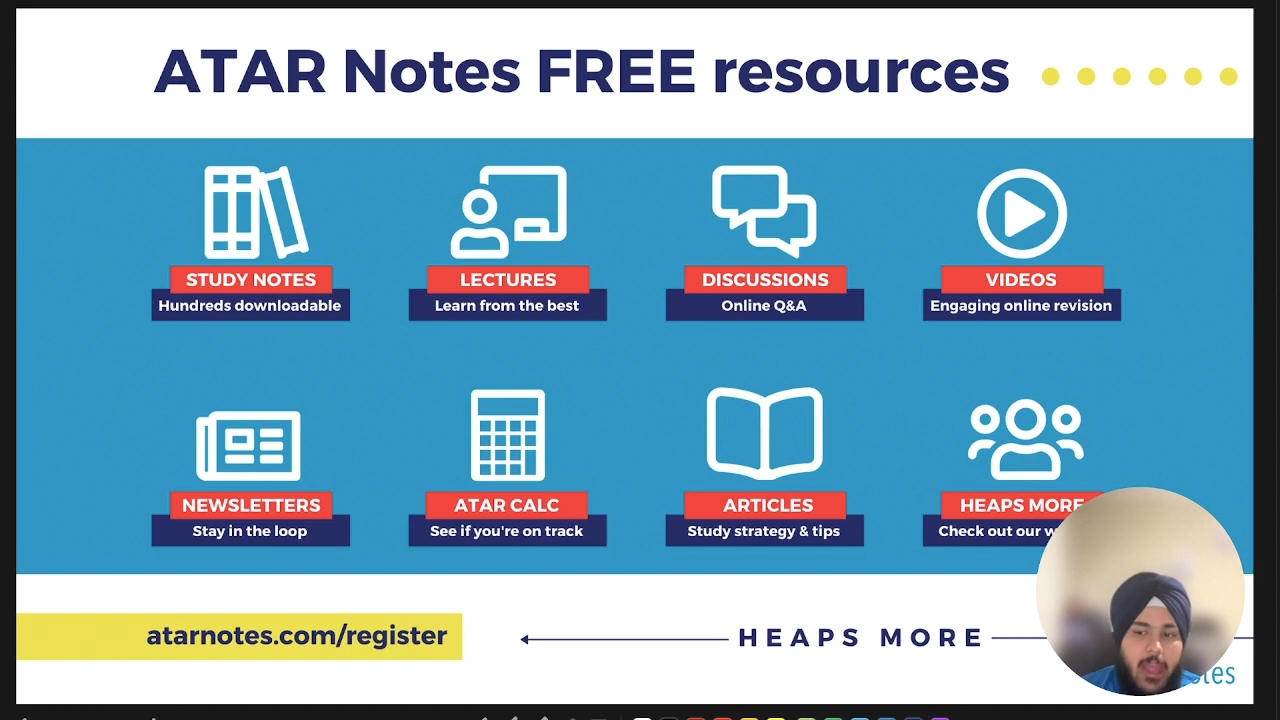 ATAR Notes FREE resources
STUDY NOTES
Hundreds downloadable
LECTURES
Learn from the best
DISCUSSIONS
Online Q&A
VIDEOS
Engaging online revision
NEWSLETTERS
Stay in the loop
ATAR CALC
See if you're on track
ARTICLES
Study strategy & tips
HEAPS MORE
Check out our
atarnotes.com/register
HEAPS MORE